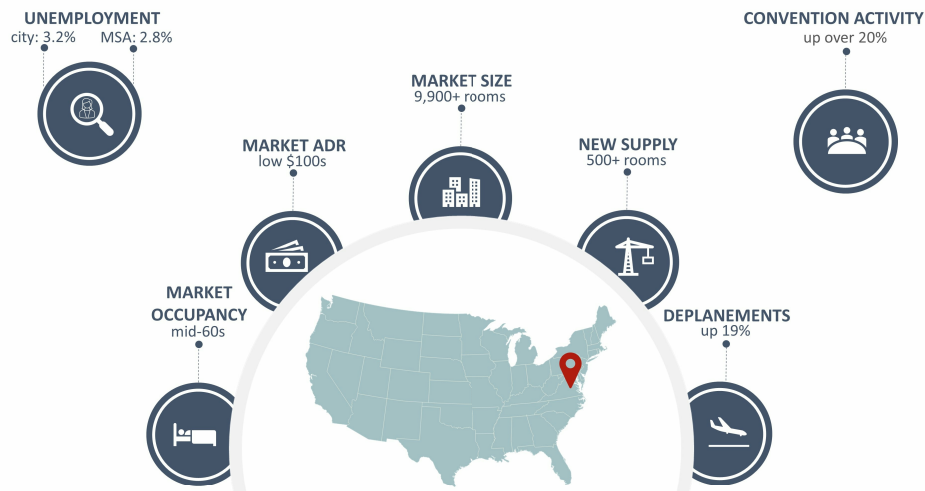 UNEMPLOYMENT
city: 3.2% MSA: 2.8%
CONVENTION ACTIVITY
up over 20%
MARKET SIZE
9,900+ rooms
MARKET ADR
low $100s
NEW SUPPLY
500+ rooms
MARKET
OCCUPANCY
mid-60s
DEPLANEMENTS
up 19%